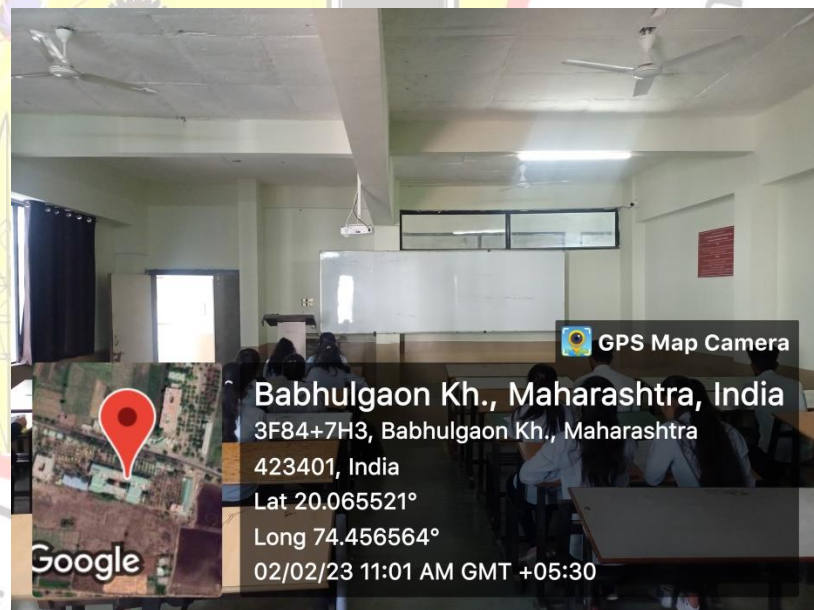 GPS Map Camera
Babhulgaon Kh., Maharashtra, India
3F84+7H3, Babhulgaon Kh., Maharashtra
423401, India
Lat 20.065521°
Long 74.456564°
02/02/23 11:01 AM GMT +05:30
Google